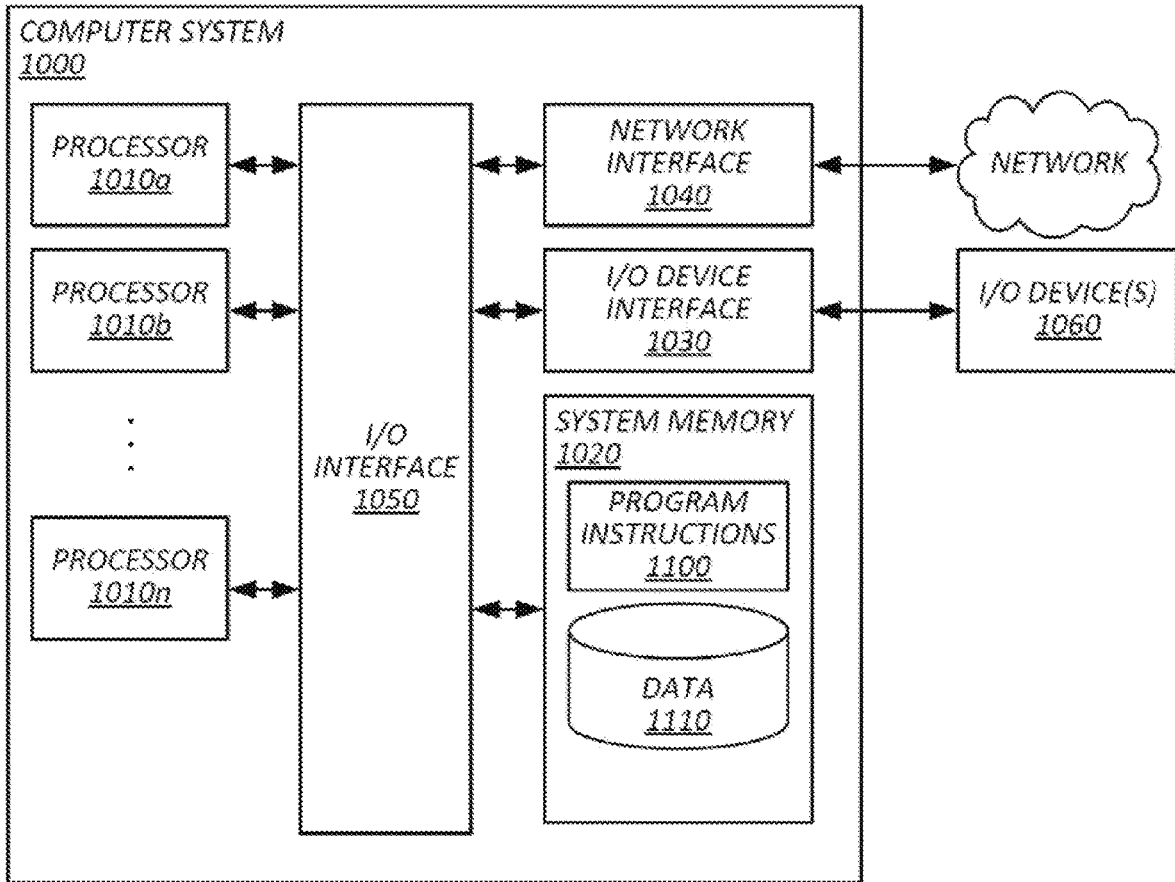 COMPUTER SYSTEM
1000
PROCESSOR
1010a
PROCESSOR
1010b
PROCESSOR
1010n
I/O
INTERFACE
1050
NETWORK
INTERFACE
1040
I/O DEVICE
INTERFACE
1030
SYSTEM MEMORY
1020
PROGRAM
INSTRUCTIONS
1100
DATA
1110
NETWORK
I/O DEVICE(S)
1060